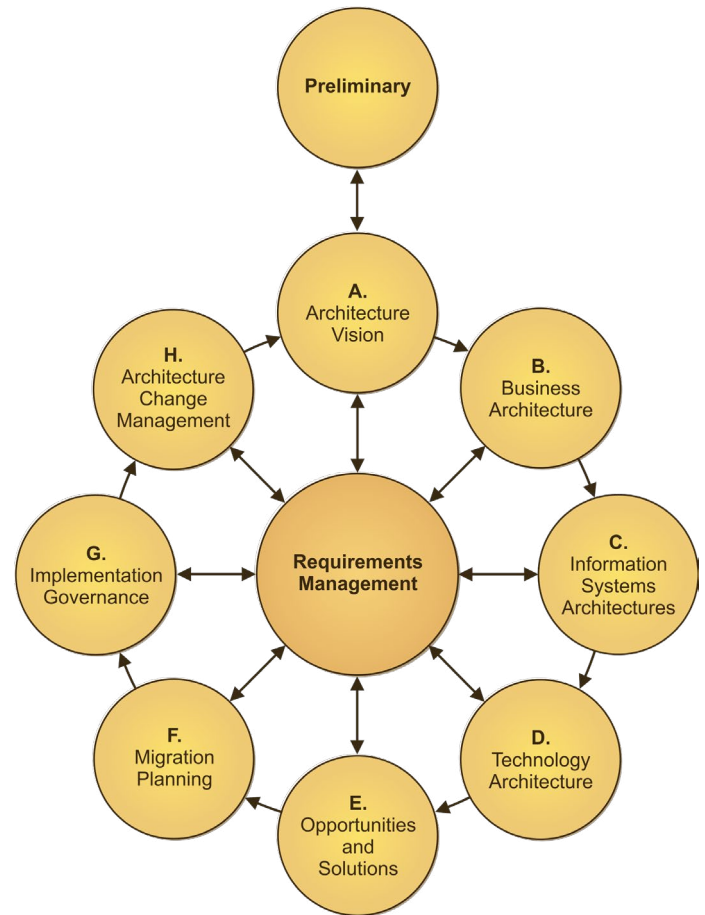 Preliminary
A.
Architecture
Vision
B.
Business
Architecture
C.
Information
Systems
Architectures
D.
Technology
Architecture
E.
Opportunities
and
Solutions
F.
Migration
Planning
G.
Implementation
Governance
H.
Architecture
Change
Management
Requirements
Management